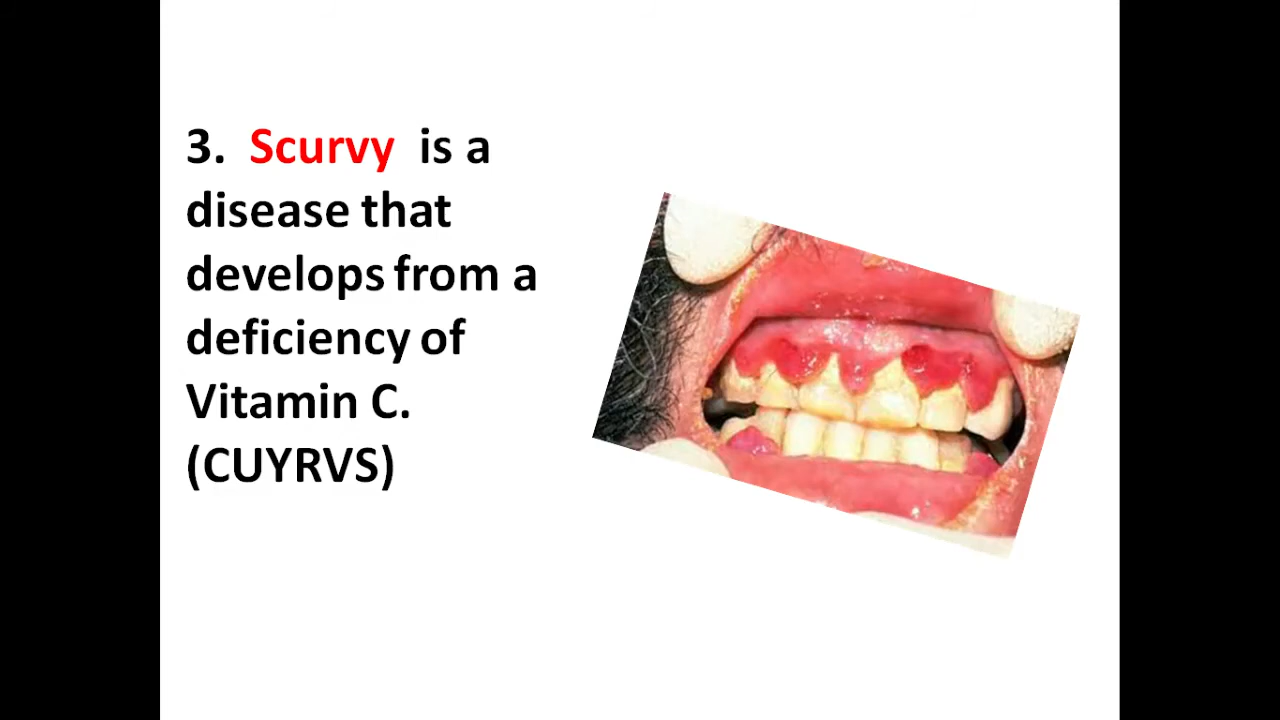 3. Scurvy is a
disease that
develops from a
deficiency of
Vitamin C.
(CUYRVS)